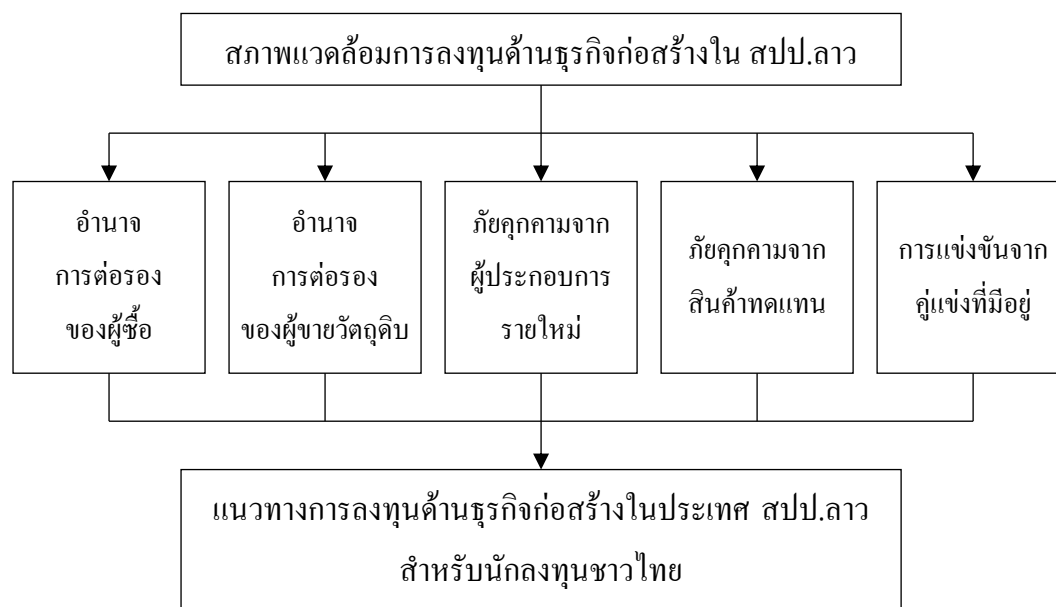 สภาพแวดล้อมการลงทุนด้านธุรกิจก่อสร้างใน สปป.ลาว
อำนาจ
การต่อรอง
ของผู้ซื้อ
อำนาจ
การต่อรอง
ของผู้ขายวัตถุดิบ
ภัยคุกคามจาก
ผู้ประกอบการ
รายใหม่
ภัยคุกคามจาก
สินค้าทดแทน
การแข่งขันจาก
คู่แข่งที่มีอยู่
แนวทางการลงทุนด้านธุรกิจก่อสร้างในประเทศ สปป.ลาว
สำหรับนักลงทุนชาวไทย